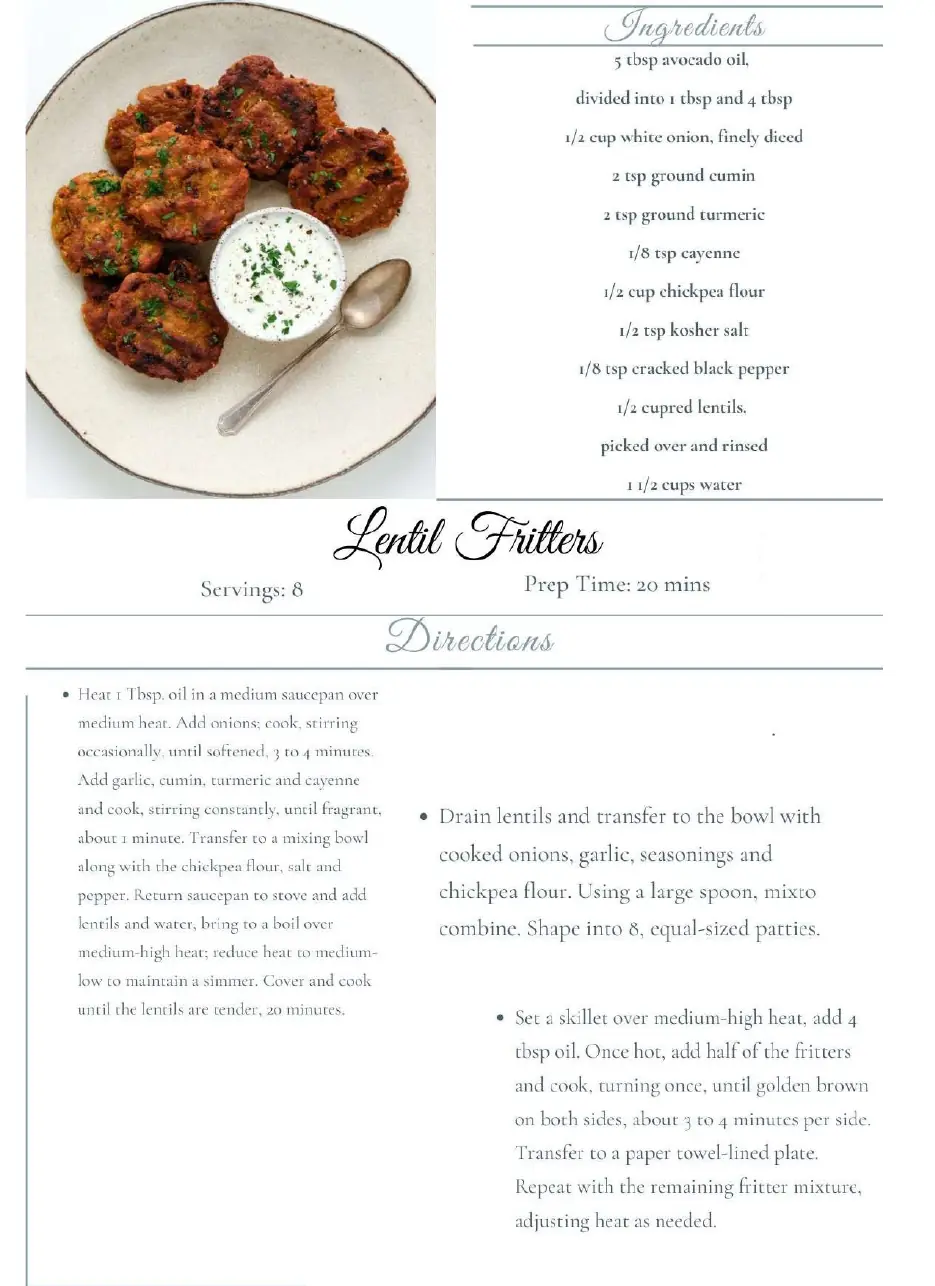 Ingredients
5 tbsp avocado oil,
divided into 1 tbsp and 4 tbsp
1/2 cup white onion, finely diced
2 tsp ground cumin
2 tsp ground turmeric
1/8 tsp cayenne
1/2 cup chickpea flour
1/2 tsp kosher salt
1/8 tsp cracked black pepper
1/2 cupred lentils,
picked over and rinsed
1 1/2 cups water
Lentil Fritters
Servings: 8
Prep Time: 20 mins
Directions
• Heat 1 Tbsp. oil in a medium saucepan over
medium heat. Add onions; cook, stirring
occasionally, until softened, 3 to 4 minutes.
Add garlic, cumin, turmeric and cayenne
and cook, stirring constantly, until fragrant,
about 1 minute. Transfer to a mixing bowl
along with the chickpea flour, salt and
pepper. Return saucepan to stove and add
lentils and water, bring to a boil over
medium-high heat; reduce heat to medium-
low to maintain a simmer. Cover and cook
until the lentils are tender, 20 minutes.
• Drain lentils and transfer to the bowl with
cooked onions, garlic, seasonings and
chickpea flour. Using a large spoon, mixto
combine. Shape into 8, equal-sized patties.
• Set a skillet over medium-high heat, add 4
tbsp oil. Once hot, add half of the fritters
and cook, turning once, until golden brown
on both sides, about 3 to 4 minutes per side.
Transfer to a paper towel-lined plate.
Repeat with the remaining fritter mixture,
adjusting heat as needed.